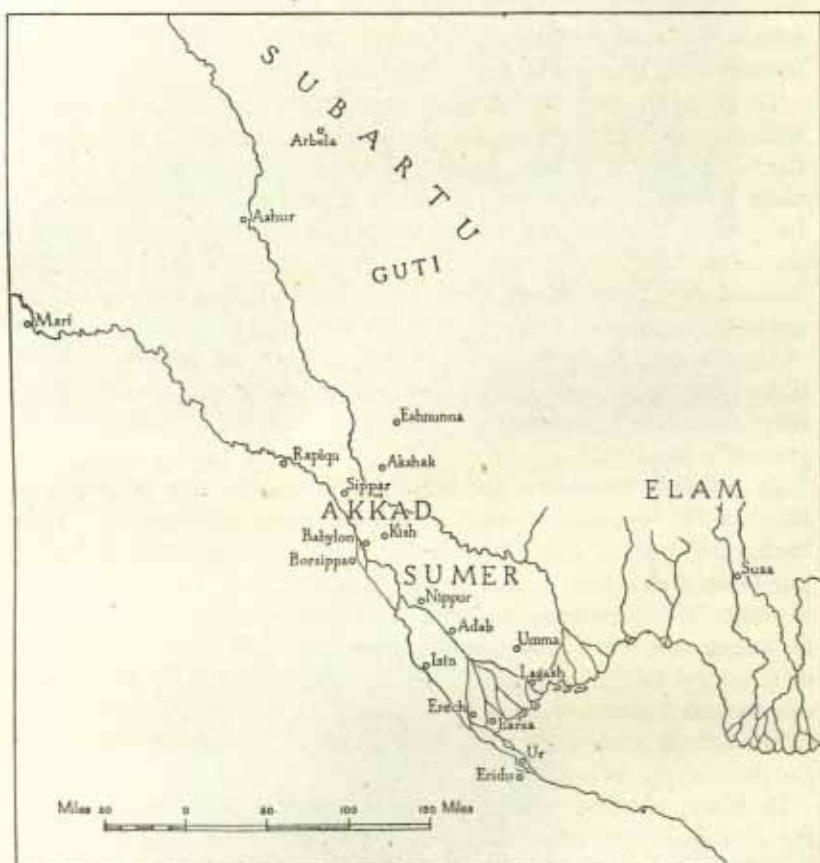 SUBARTU
Arbela
Ashur
GUTI
Mari
Eshnunna
Rapiqu
Akshak
Sippar
ELAM
AKKAD
Babylon
Kish
Borsippa
SUMER
Susa
Nippur
Adab
Umma
Isin
Lagash
Erech
Larsa
Ur
Eridu
Miles 50 0 50 100 150 Miles